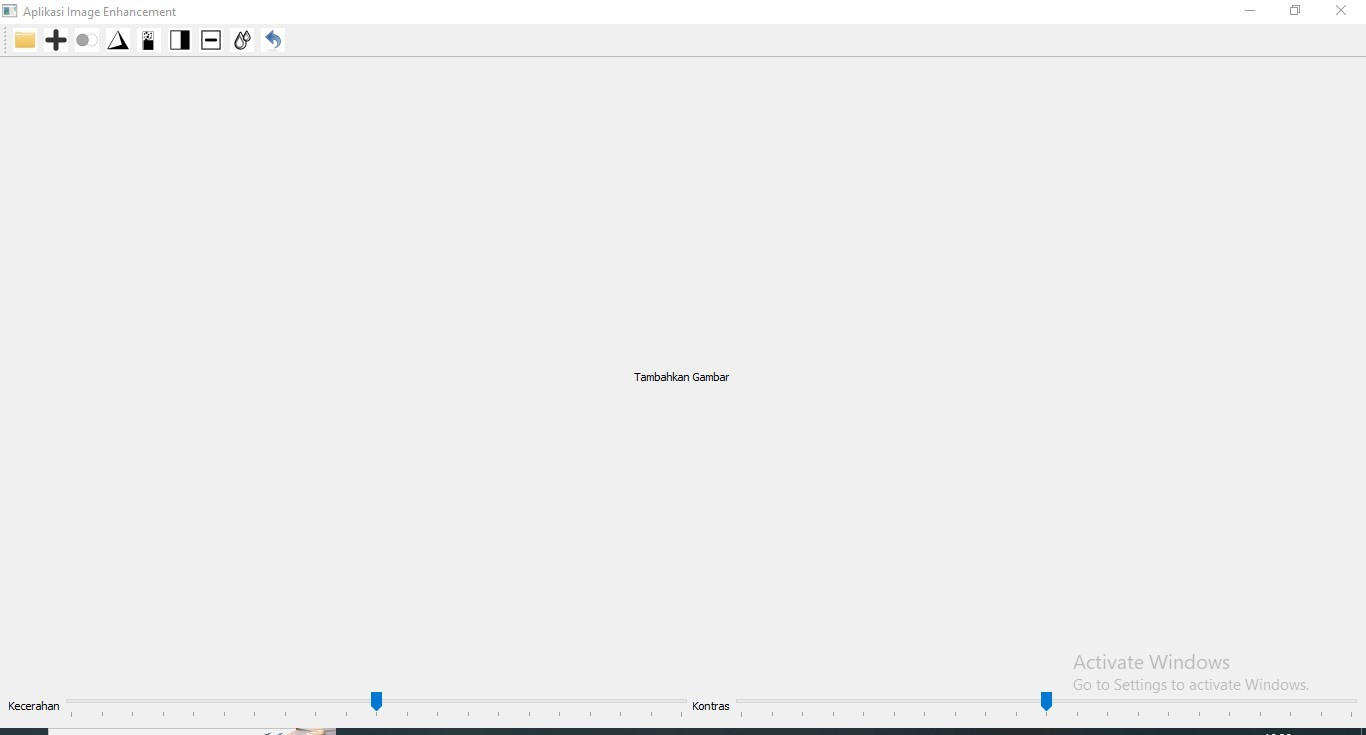 Aplikasi Image Enhancement
Tambahkan Gambar
Activate Windows
Go to Settings to activate Windows.
Kecerahan
Kontras